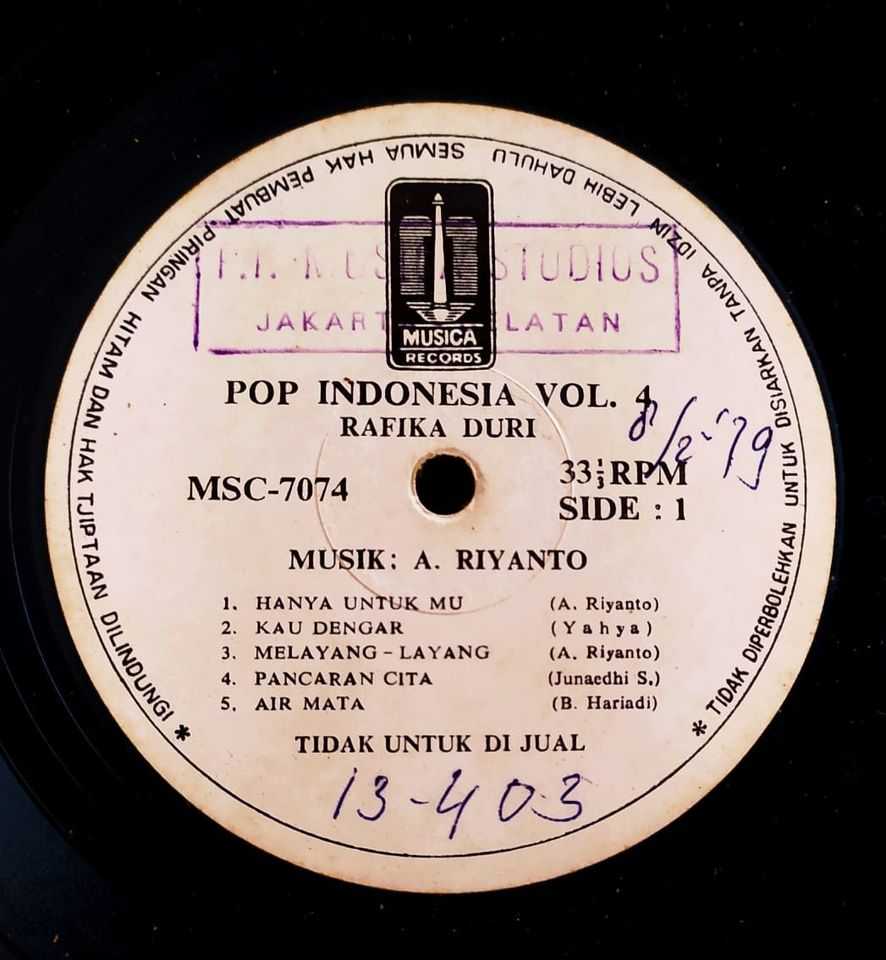 SEMUA HAK PEMBUAT PIRINGAN HITAM DAN HAK TJIPTAAN DILINDUNGI *
* TIDAK DIPERBOLEHKAN UNTUK DISIARKAN TANPA IDZIN LEBIH DAHULU
STUDIOS
JAKARTA SELATAN
MUSICA
RECORDS
POP INDONESIA VOL. 4
RAFIKA DURI
8/2-'79
MSC-7074
33⅓ RPM
SIDE : 1
MUSIK: A. RIYANTO
1. HANYA UNTUK MU (A. Riyanto)
2. KAU DENGAR (Yahya)
3. MELAYANG-LAYANG (A. Riyanto)
4. PANCARAN CITA (Junaedhi S.)
5. AIR MATA (B. Hariadi)
TIDAK UNTUK DI JUAL
13-403